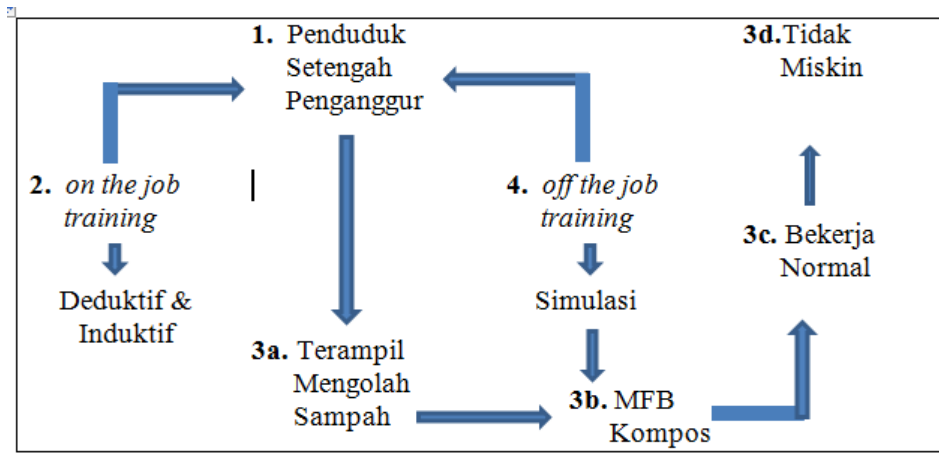 1. Penduduk
Setengah
Penganggur
3d.Tidak
Miskin
2. on the job
training
4. off the job
training
3c. Bekerja
Normal
Deduktif &
Induktif
Simulasi
3a. Terampil
Mengolah
Sampah
3b. MFB
Kompos